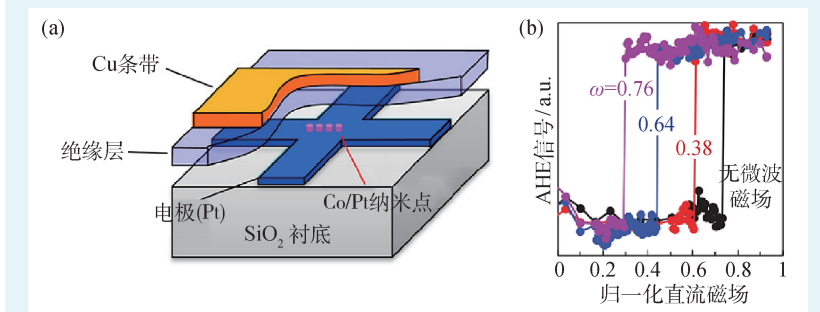 (a)
Cu条带
绝缘层
电极(Pt)
Co/Pt纳米点
SiO₂ 衬底
(b)
AHE信号/a.u.
ω=0.76
0.64
0.38
无微波
磁场
0 0.2 0.4 0.6 0.8 1
归一化直流磁场